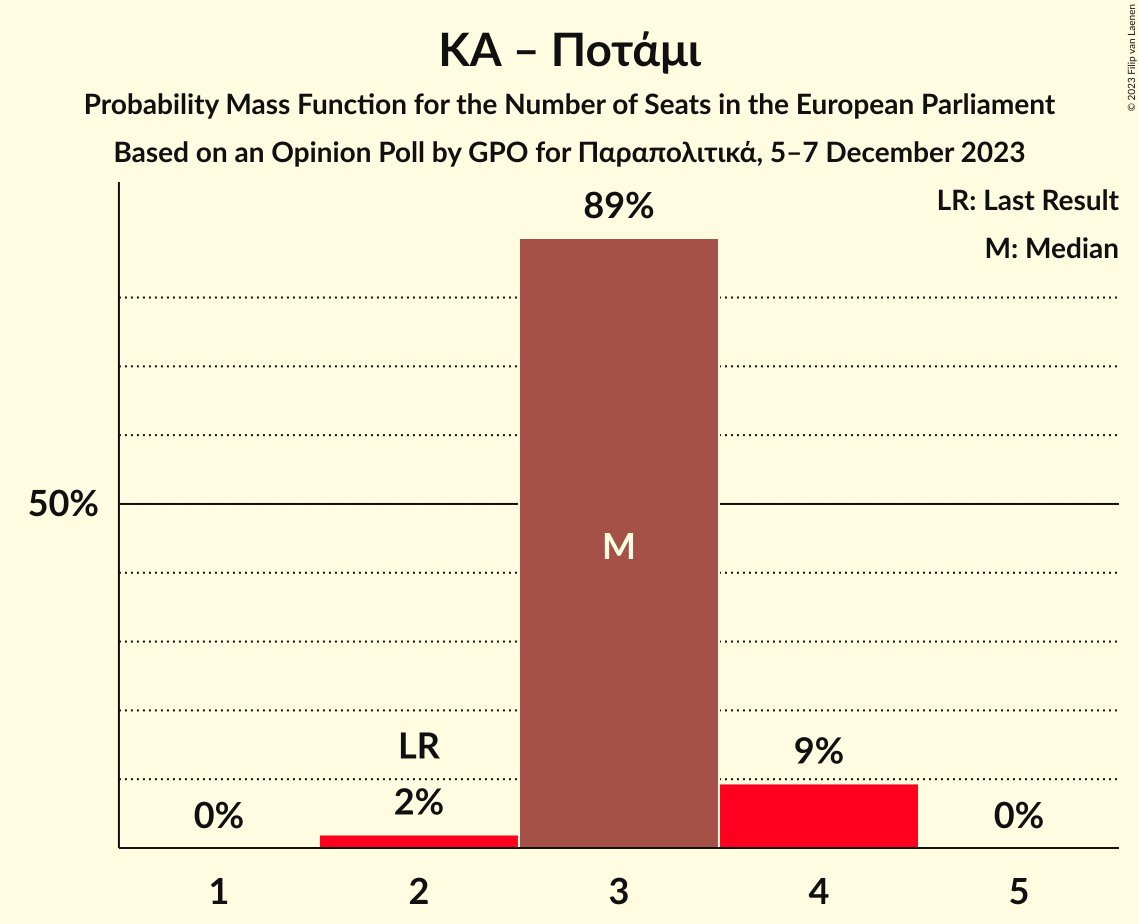 ΚΑ – Ποτάμι
Probability Mass Function for the Number of Seats in the European Parliament
Based on an Opinion Poll by GPO for Παραπολιτικά, 5–7 December 2023
© 2023 Filip van Laenen
LR: Last Result
M: Median
89%
50%
M
LR
9%
0%
2%
0%
1
2
3
4
5